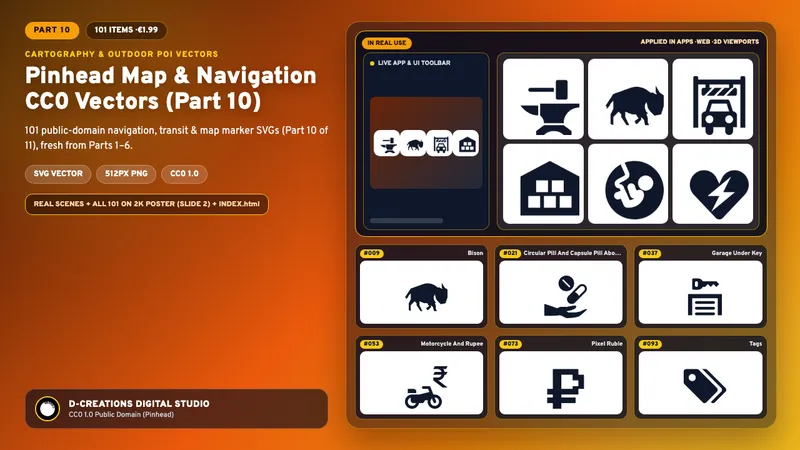 PART 10
101 ITEMS · €1.99
CARTOGRAPHY & OUTDOOR POI VECTORS
Pinhead Map & Navigation
CC0 Vectors (Part 10)
101 public-domain navigation, transit & map marker SVGs (Part 10 of
11), fresh from Parts 1–6.
SVG VECTOR
512PX PNG
CC0 1.0
REAL SCENES + ALL 101 ON 2K POSTER (SLIDE 2) + INDEX.html
D-CREATIONS DIGITAL STUDIO
CC0 1.0 Public Domain (Pinhead)
IN REAL USE
APPLIED IN APPS · WEB · 3D VIEWPORTS
LIVE APP & UI TOOLBAR
#009
Bison
#021
Circular Pill And Capsule Pill Abo...
#037
Garage Under Key
#053
Motorcycle And Rupee
₹
#073
Pixel Ruble
₽
#093
Tags